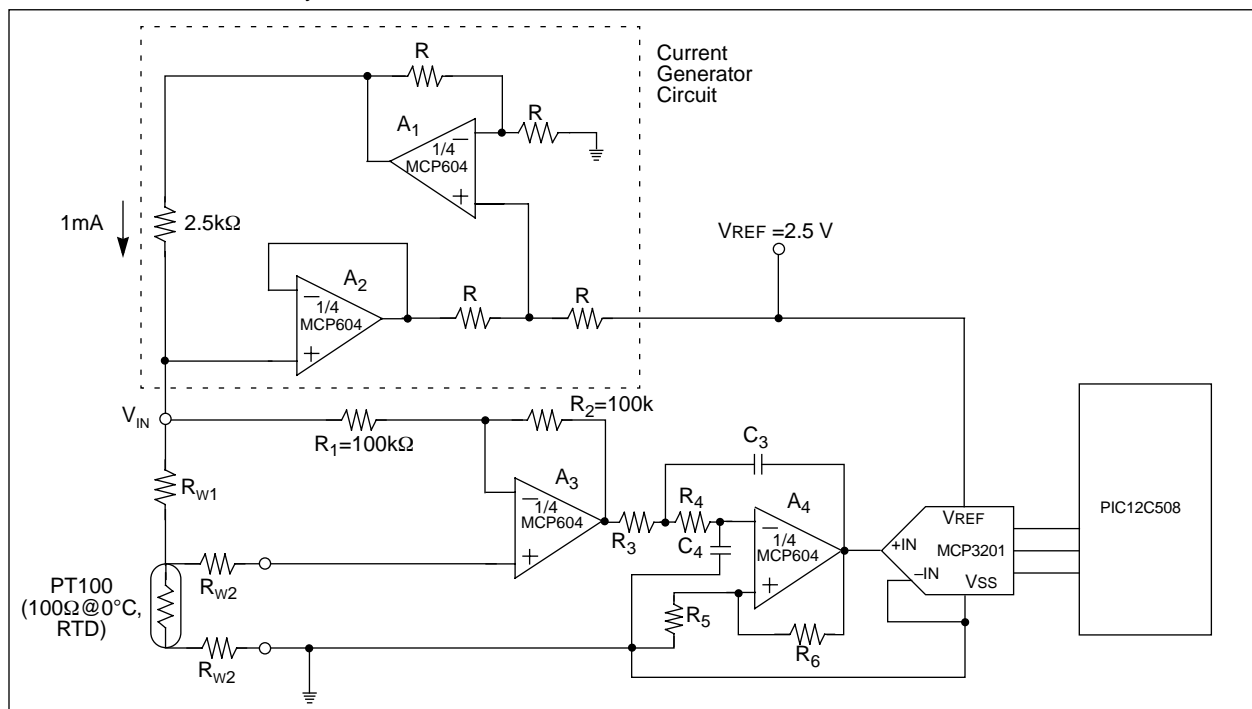 Current
Generator
Circuit
R
R
A1
1/4
MCP604
−
+
1mA
2.5kΩ
VREF =2.5 V
A2
−
1/4
MCP604
+
R
R
VIN
R1=100kΩ
R2=100k
RW1
A3
−
1/4
MCP604
+
C3
R3
R4
C4
A4
−
1/4
MCP604
+
VREF
+IN
MCP3201
−IN
VSS
PIC12C508
RW2
PT100
(100Ω@0°C,
RTD)
RW2
R5
R6